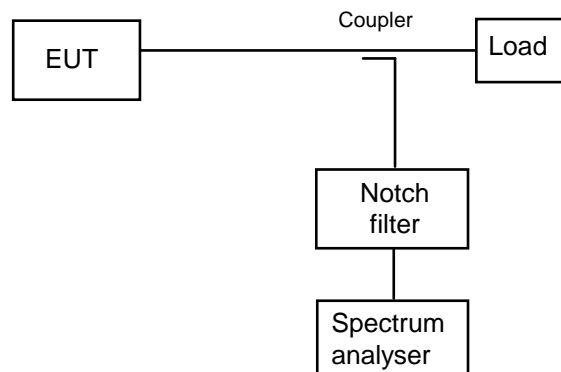 Coupler
EUT
Load
Notch
filter
Spectrum
analyser